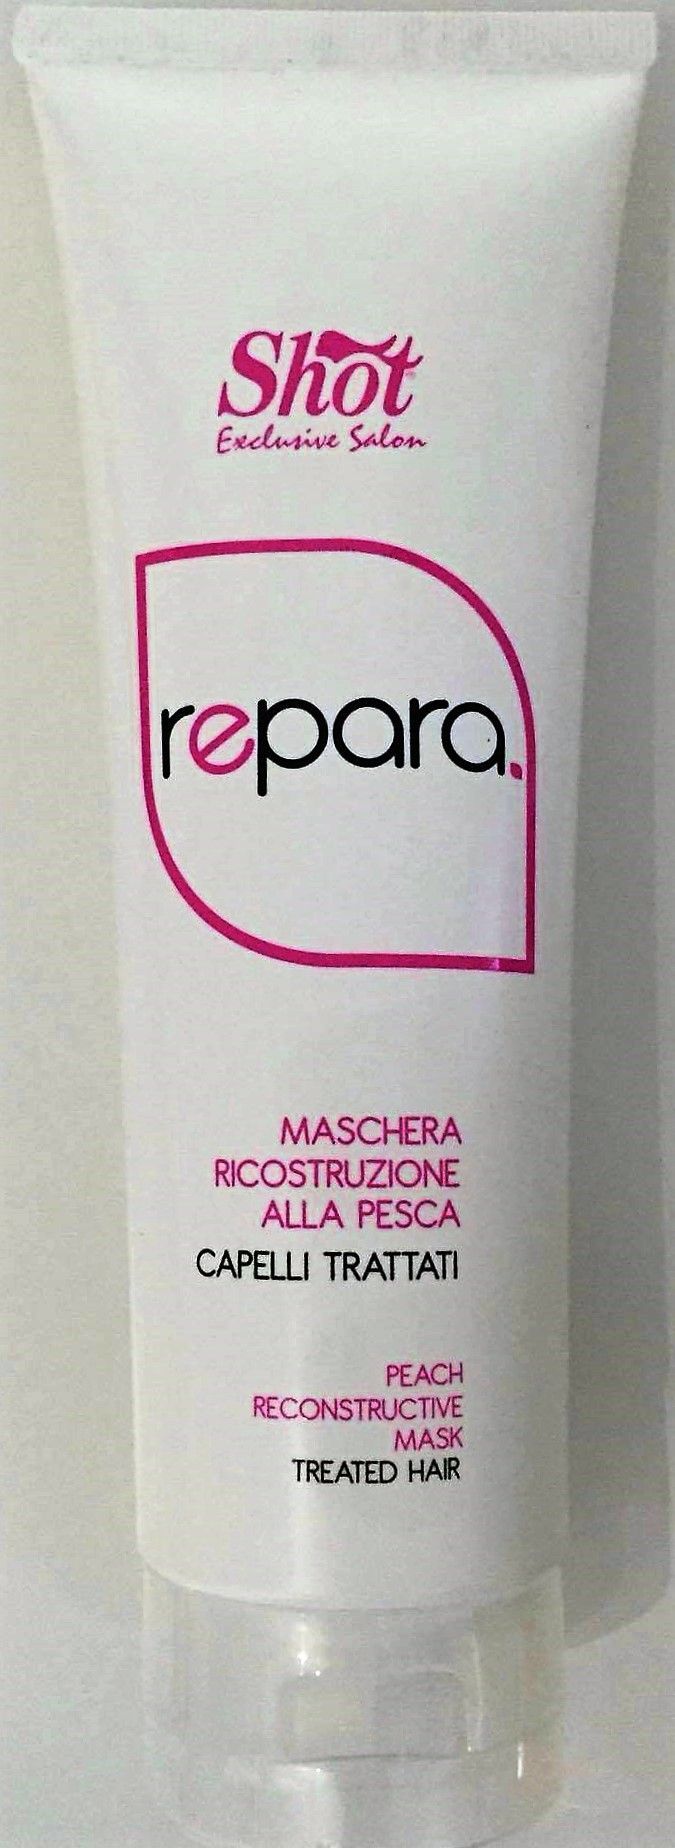 Shot
Exclusive Salon
repara.
MASCHERA
RICOSTRUZIONE
ALLA PESCA
CAPELLI TRATTATI
PEACH
RECONSTRUCTIVE
MASK
TREATED HAIR